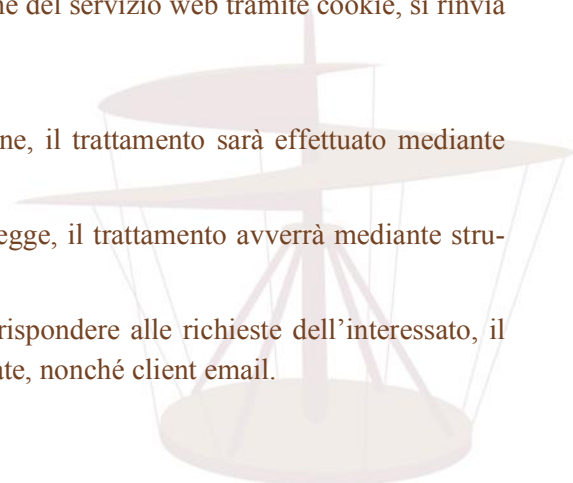 ne del servizio web tramite cookie, si rinvia
ne, il trattamento sarà effettuato mediante
egge, il trattamento avverrà mediante stru-
rispondere alle richieste dell’interessato, il
ate, nonché client email.